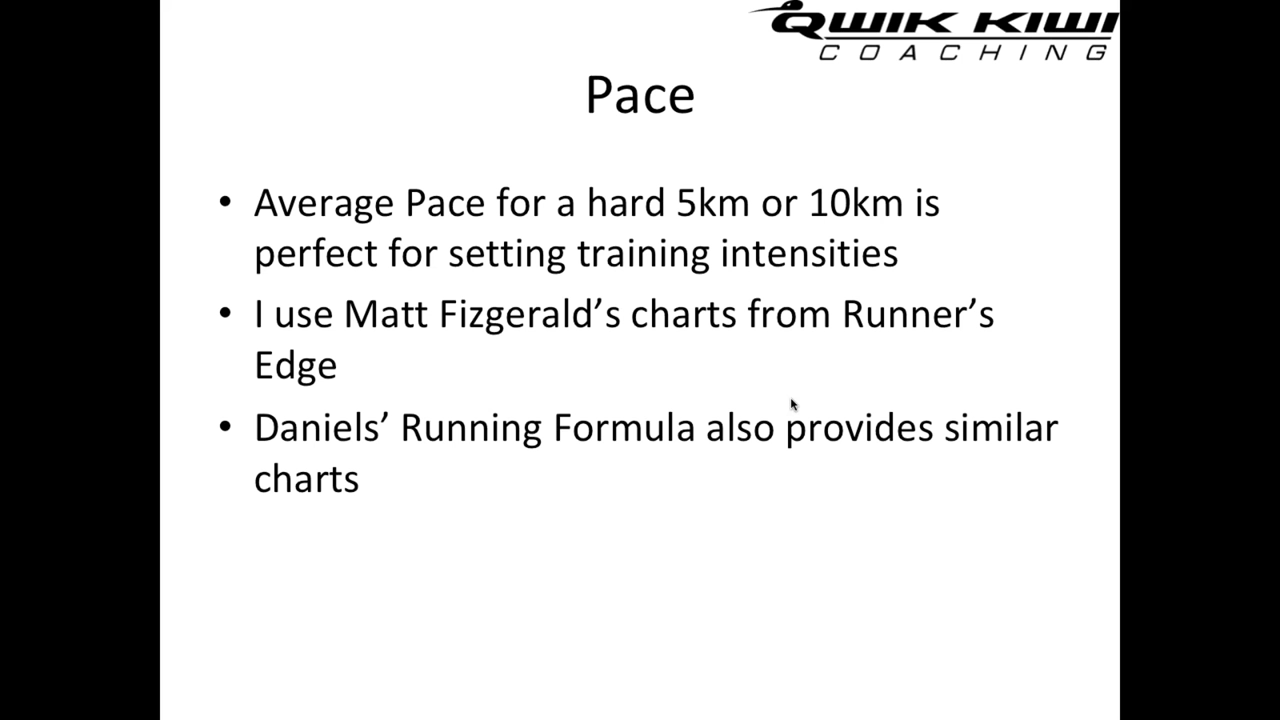 QWIK KIWI
COACHING
Pace
• Average Pace for a hard 5km or 10km is
perfect for setting training intensities
• I use Matt Fizgerald’s charts from Runner’s
Edge
• Daniels’ Running Formula also provides similar
charts